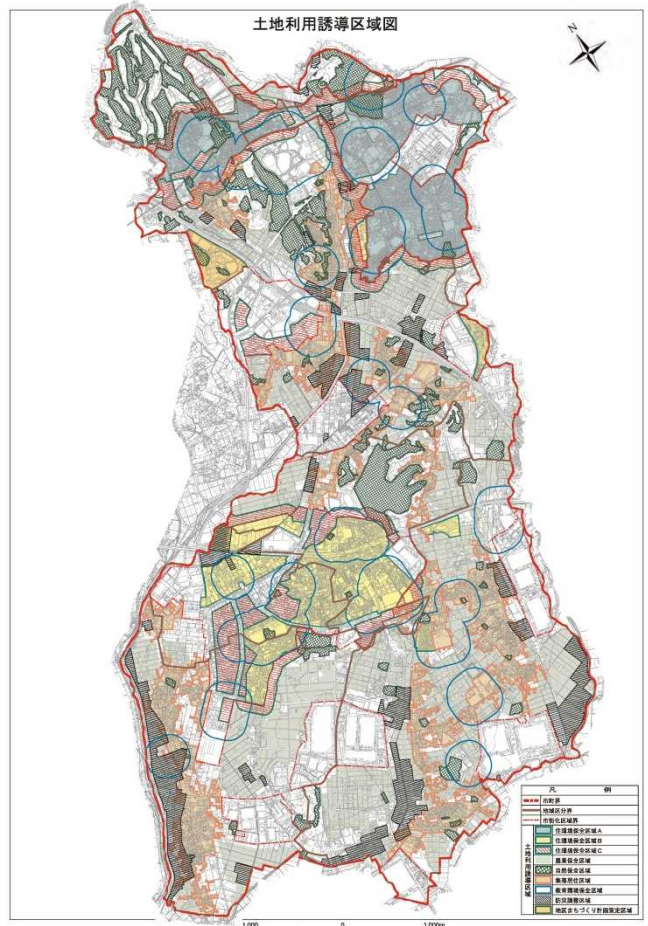 土地利用誘導区域図
N
凡 例
市町界
地域区分界
市街化区域界
土地利用誘導区域
住環境保全区域A
住環境保全区域B
住環境保全区域C
農業保全区域
自然保全区域
集落居住区域
教育環境保全区域
防災調整区域
地区まちづくり計画策定区域
1,000 0 1,000m